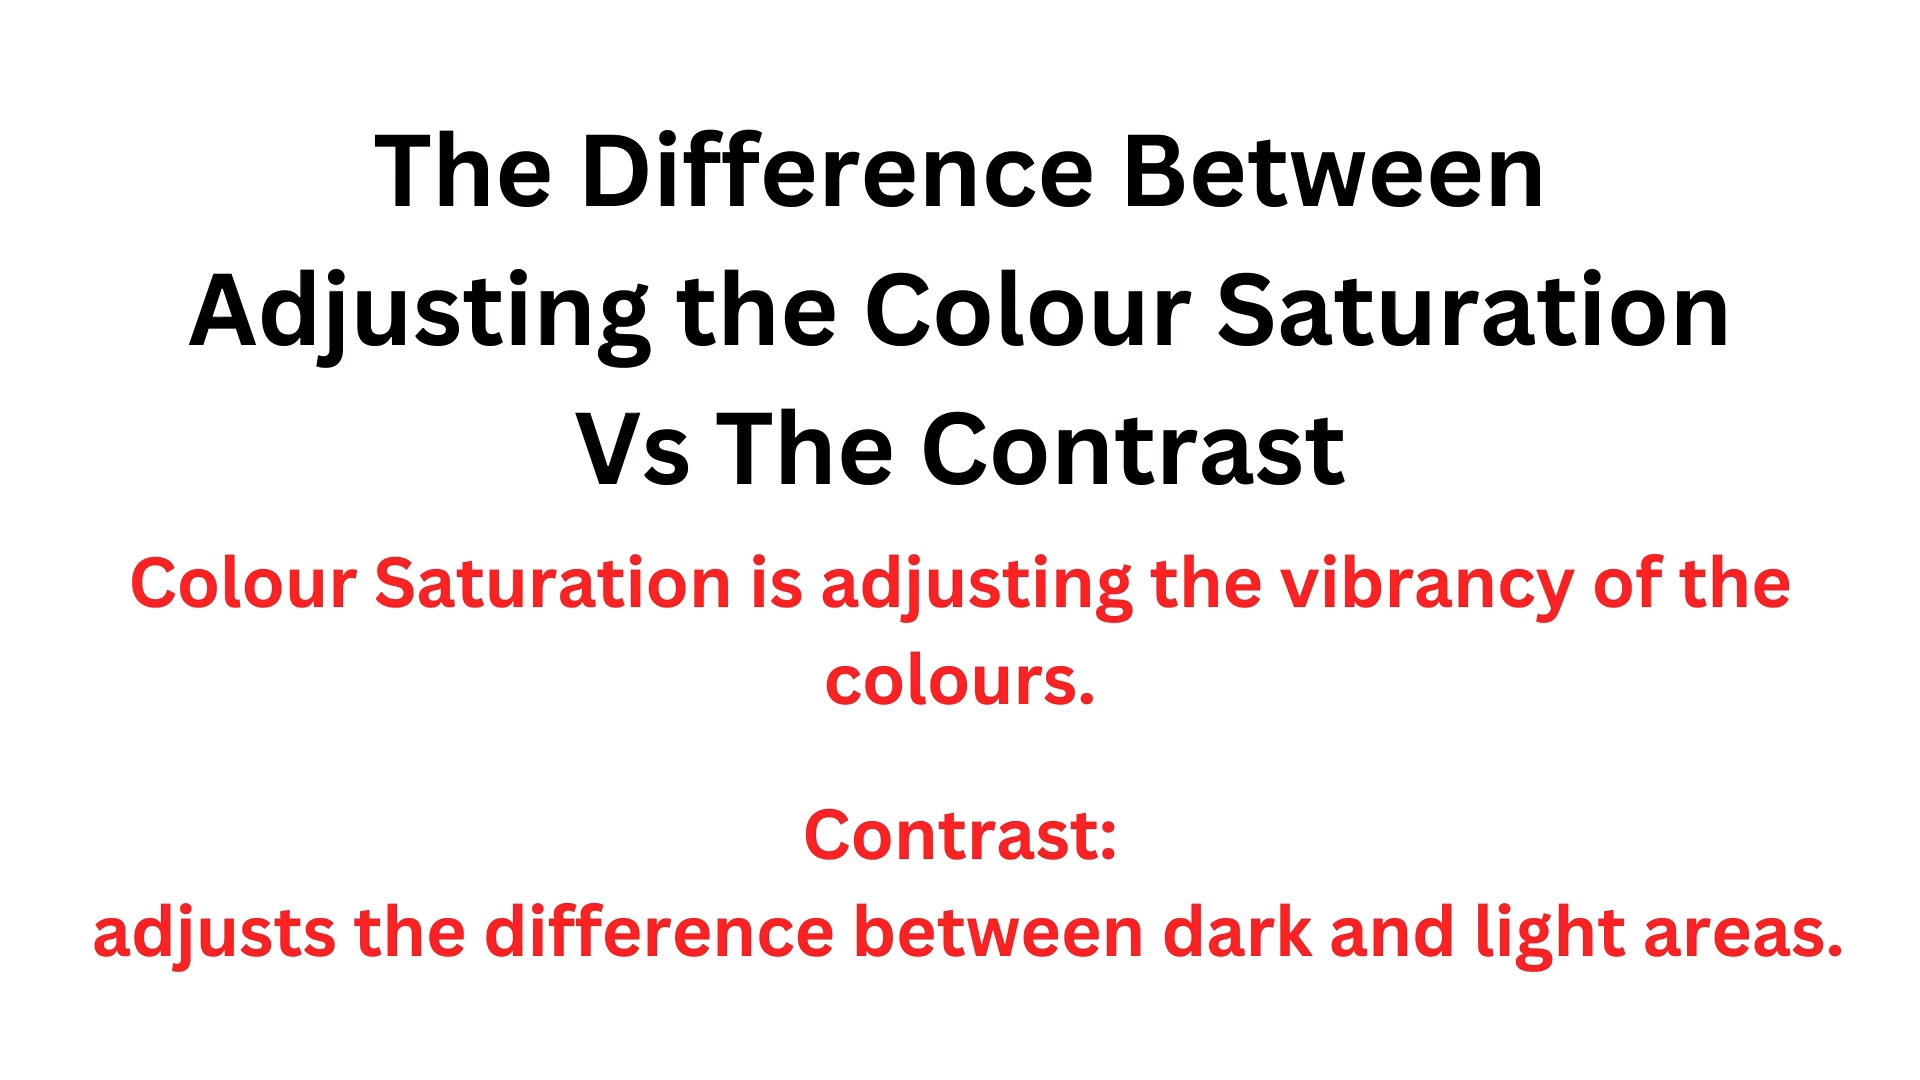 The Difference Between
Adjusting the Colour Saturation
Vs The Contrast
Colour Saturation is adjusting the vibrancy of the
colours.
Contrast:
adjusts the difference between dark and light areas.